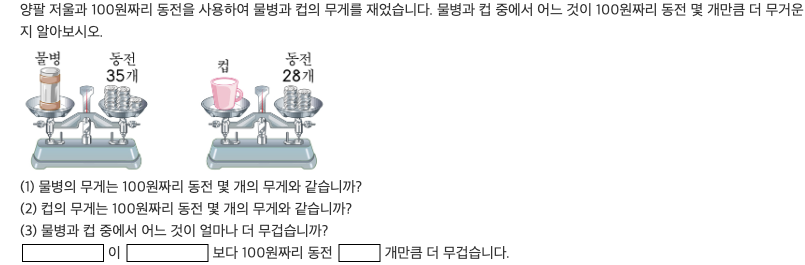 양팔 저울과 100원짜리 동전을 사용하여 물병과 컵의 무게를 재었습니다. 물병과 컵 중에서 어느 것이 100원짜리 동전 몇 개만큼 더 무거운
지 알아보시오.
물병 동전 35개
컵 동전 28개
(1) 물병의 무게는 100원짜리 동전 몇 개의 무게와 같습니까?
(2) 컵의 무게는 100원짜리 동전 몇 개의 무게와 같습니까?
(3) 물병과 컵 중에서 어느 것이 얼마나 더 무겁습니까?
이 보다 100원짜리 동전 개만큼 더 무겁습니다.